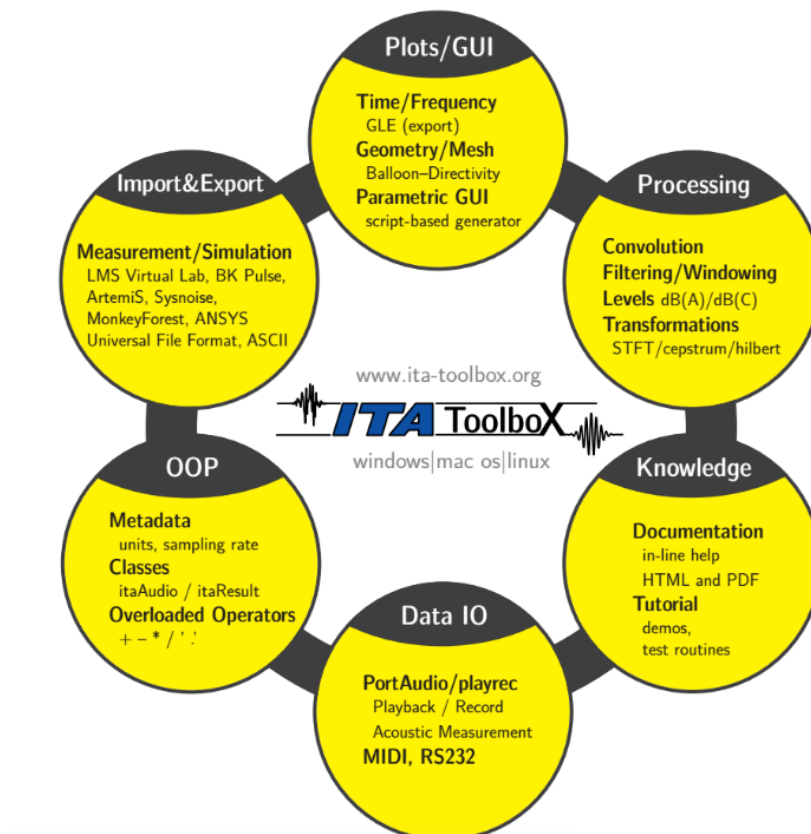 Plots/GUI
Time/Frequency
GLE (export)
Geometry/Mesh
Balloon–Directivity
Parametric GUI
script-based generator
Import&Export
Measurement/Simulation
LMS Virtual Lab, BK Pulse,
ArtemiS, Sysnoise,
MonkeyForest, ANSYS
Universal File Format, ASCII
Processing
Convolution
Filtering/Windowing
Levels dB(A)/dB(C)
Transformations
STFT/cepstrum/hilbert
www.ita-toolbox.org
ITA ToolboX
windows|mac os|linux
OOP
Metadata
units, sampling rate
Classes
itaAudio / itaResult
Overloaded Operators
+ – * / ' .'
Knowledge
Documentation
in-line help
HTML and PDF
Tutorial
demos,
test routines
Data IO
PortAudio/playrec
Playback / Record
Acoustic Measurement
MIDI, RS232